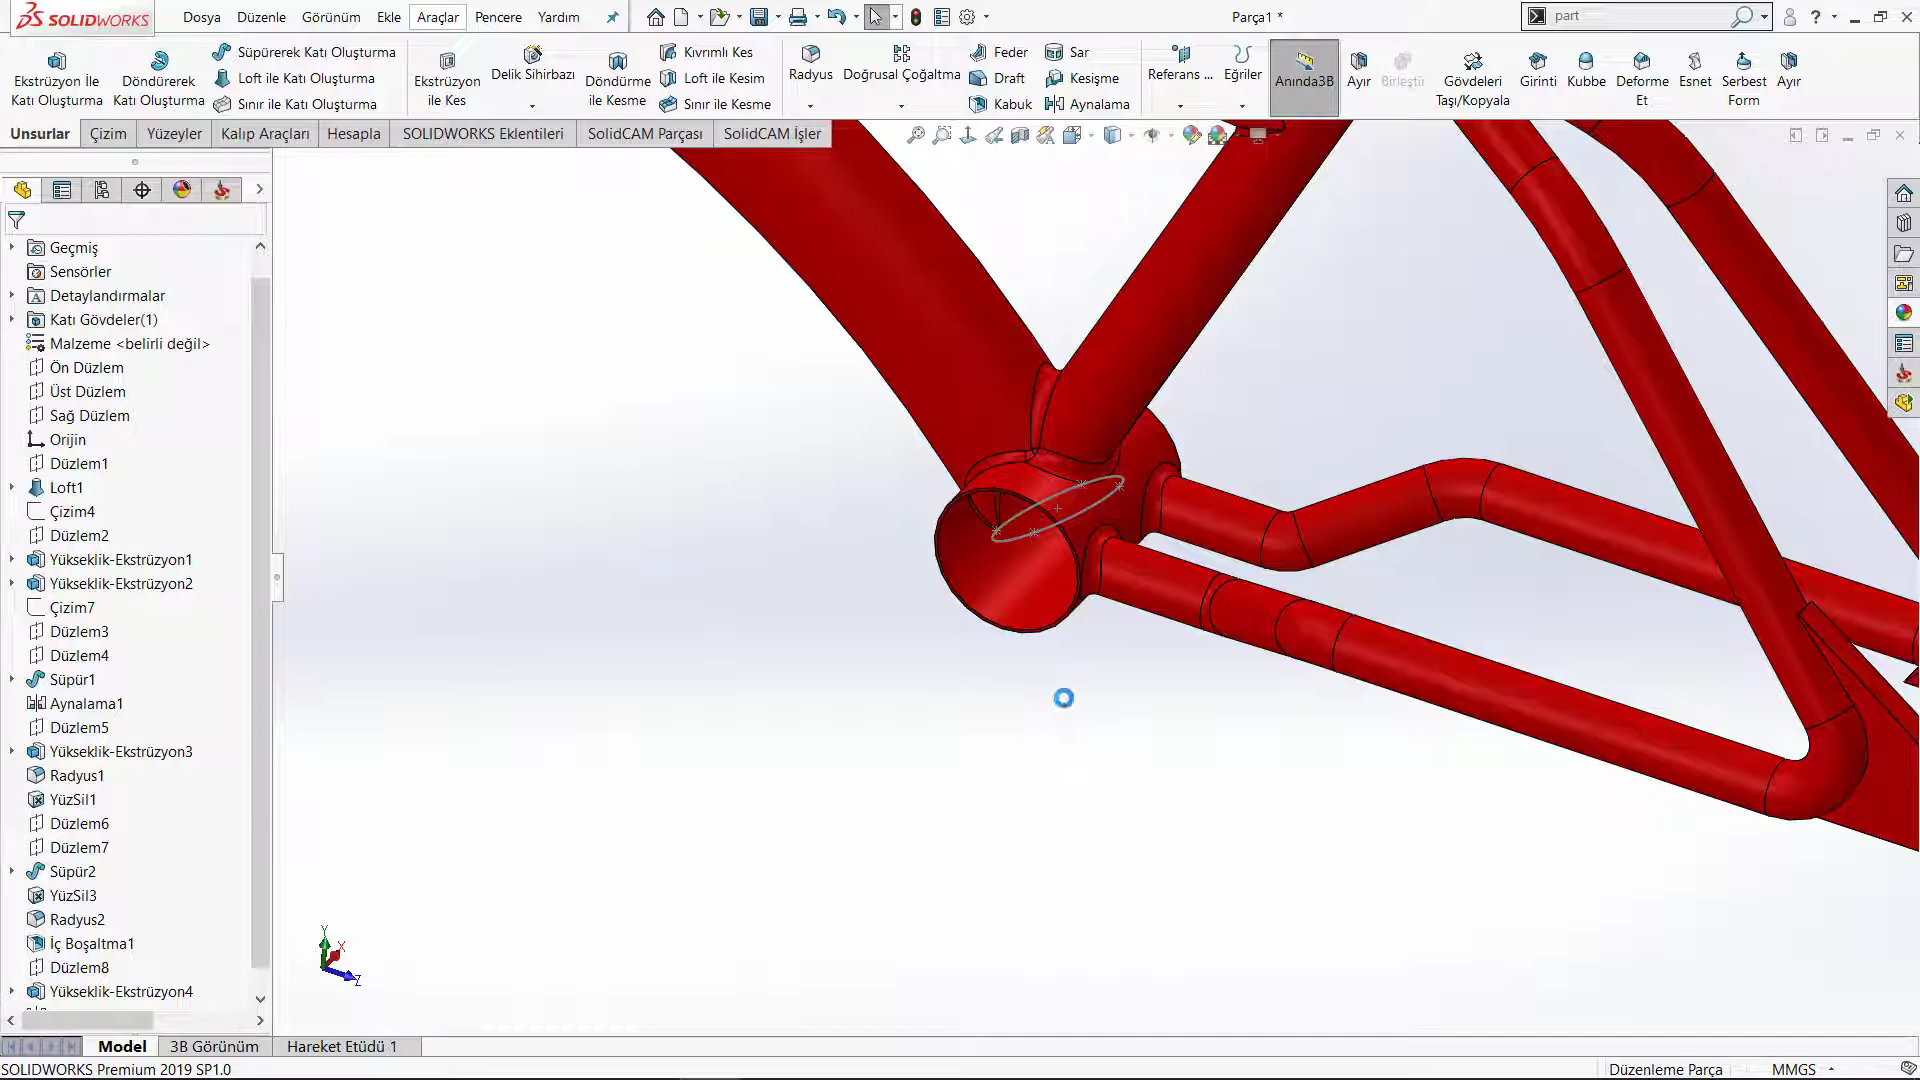 SOLIDWORKS
Dosya Düzenle Görünüm Ekle Araçlar Pencere Yardım
Parça1 *
part
Ekstrüzyon İle Katı Oluşturma
Döndürerek Katı Oluşturma
Süpürerek Katı Oluşturma
Loft ile Katı Oluşturma
Sınır ile Katı Oluşturma
Ekstrüzyon ile Kes
Delik Sihirbazı
Döndürme ile Kesme
Kıvrımlı Kes
Loft ile Kesim
Sınır ile Kesme
Radyus
Doğrusal Çoğaltma
Feder
Draft
Kabuk
Sar
Kesişme
Aynalama
Referans ...
Eğriler
Anında3B
Ayır
Birleştir
Gövdeleri Taşı/Kopyala
Girinti
Kubbe
Deforme Et
Esnet
Serbest Form
Ayır
Unsurlar Çizim Yüzeyler Kalıp Araçları Hesapla SOLIDWORKS Eklentileri SolidCAM Parçası SolidCAM İşler
Geçmiş
Sensörler
Detaylandırmalar
Katı Gövdeler(1)
Malzeme <belirli değil>
Ön Düzlem
Üst Düzlem
Sağ Düzlem
Orijin
Düzlem1
Loft1
Çizim4
Düzlem2
Yükseklik-Ekstrüzyon1
Yükseklik-Ekstrüzyon2
Çizim7
Düzlem3
Düzlem4
Süpür1
Aynalama1
Düzlem5
Yükseklik-Ekstrüzyon3
Radyus1
YüzSil1
Düzlem6
Düzlem7
Süpür2
YüzSil3
Radyus2
İç Boşaltma1
Düzlem8
Yükseklik-Ekstrüzyon4
Y
X
Z
Model 3B Görünüm Hareket Etüdü 1
SOLIDWORKS Premium 2019 SP1.0
Düzenleme Parça MMGS